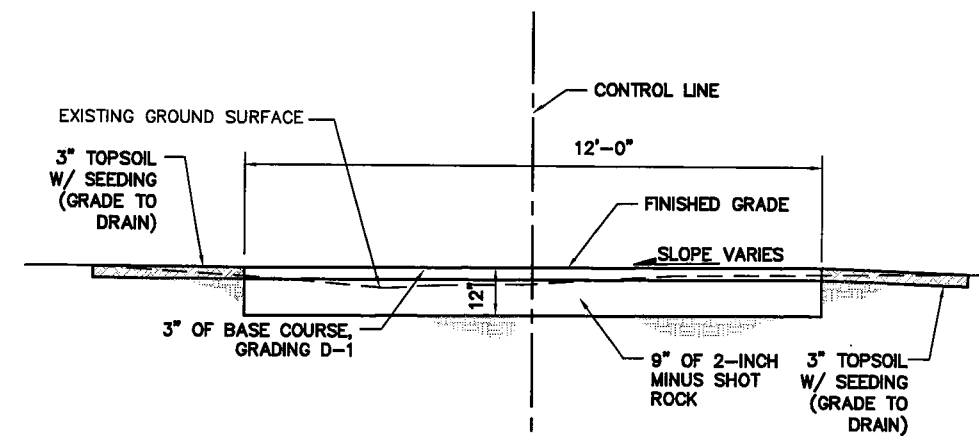 CONTROL LINE
EXISTING GROUND SURFACE
12'-0"
3" TOPSOIL
W/ SEEDING
(GRADE TO
DRAIN)
FINISHED GRADE
SLOPE VARIES
12"
3" OF BASE COURSE,
GRADING D-1
9" OF 2-INCH
MINUS SHOT
ROCK
3" TOPSOIL
W/ SEEDING
(GRADE TO
DRAIN)